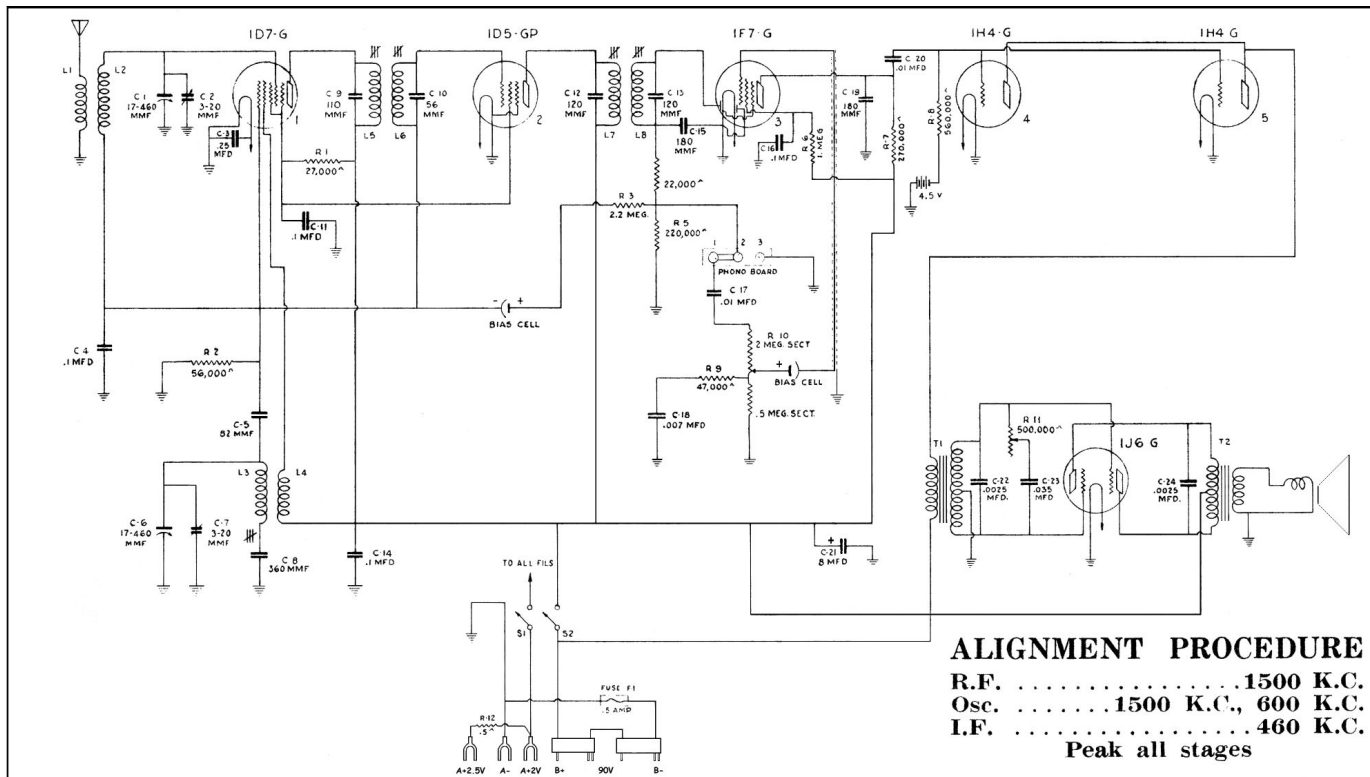 1D7-G
1D5-GP
1F7-G
1H4-G
1H4 G
L1
L2
C 1
17-460
MMF
C 2
3-20
MMF
C-3
.25
MFD
1
C 9
110
MMF
L5
L6
C 10
56
MMF
2
C 12
120
MMF
L7
L8
C-13
120
MMF
C-15
180
MMF
3
C16
.1 MFD
R-6
1. MEG.
C 19
180
MMF
C 20
.01 MFD
R-7
270,000^
R-8
560,000^
4.5 V
4
5
R 1
27,000^
C-11
.1 MFD
R 3
2.2 MEG.
22,000^
R 5
220,000^
1 2 3
PHONO BOARD
C 17
.01 MFD
- +
BIAS CELL
R 10
2 MEG. SECT
+
BIAS CELL
.5 MEG. SECT.
R 9
47,000^
C-18
.007 MFD
C 4
.1 MFD
R 2
56,000^
C-5
82 MMF
L3
L4
C-6
17-460
MMF
C-7
3-20
MMF
C 8
360 MMF
C-14
.1 MFD
+
C-21
8 MFD
TO ALL FILS
S1
S2
FUSE F1
.5 AMP
R-12
.5^
A+2.5V
A-
A+2V
B+
90V
B-
T1
C-22
.0025
MFD.
R 11
500,000^
C-23
.035
MFD
1J6 G
C-24
.0025
MFD.
T2
ALIGNMENT PROCEDURE
R.F. . . . . . . . . . . . . . . . . 1500 K.C.
Osc. . . . . . . . 1500 K.C., 600 K.C.
I.F. . . . . . . . . . . . . . . . . . 460 K.C.
Peak all stages